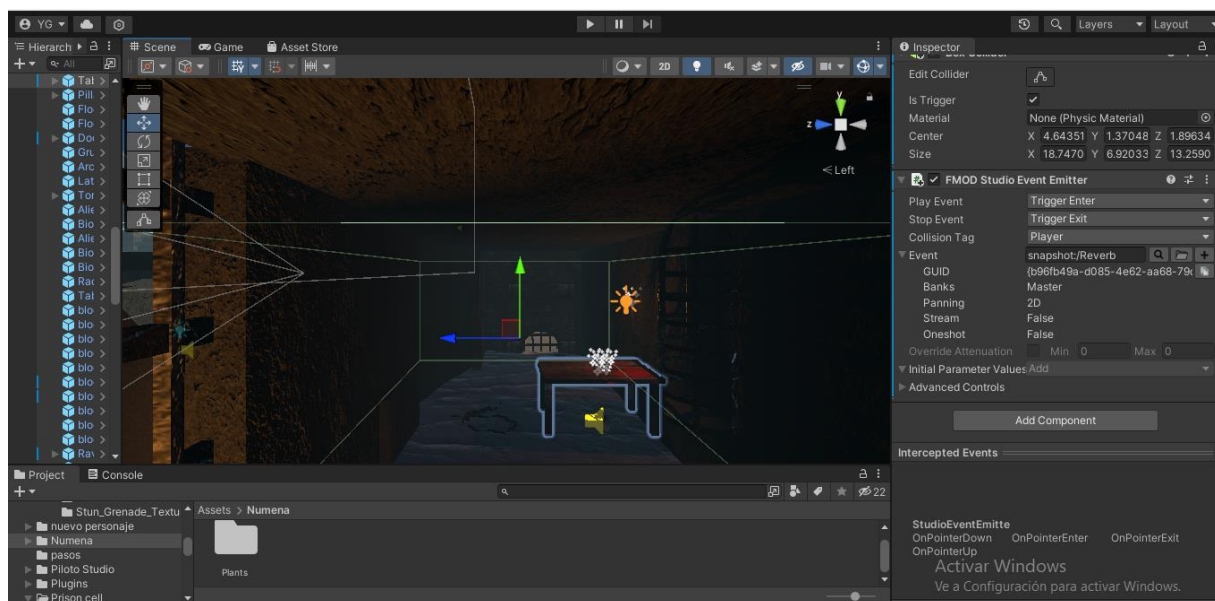 YG
Layers
Layout
Hierarch
Scene
Game
Asset Store
Inspector
All
2D
Tal
Pill
Flo
Flo
Doo
Gru
Arc
Lat
Tor
Alie
Bio
Alie
Bio
Bio
Rac
Tal
blo
blo
blo
blo
blo
blo
blo
blo
blo
blo
Rav
y
z
Left
Edit Collider
Is Trigger
Material None (Physic Material)
Center X 4.64351 Y 1.37048 Z 1.89634
Size X 18.7470 Y 6.92033 Z 13.2590
FMOD Studio Event Emitter
Play Event Trigger Enter
Stop Event Trigger Exit
Collision Tag Player
Event snapshot:/Reverb
GUID {b96fb49a-d085-4e62-aa68-79
Banks Master
Panning 2D
Stream False
Oneshot False
Override Attenuation Min 0 Max 0
Initial Parameter Values Add
Advanced Controls
Add Component
Intercepted Events
StudioEventEmitte
OnPointerDown OnPointerEnter OnPointerExit
OnPointerUp
Activar Windows
Ve a Configuración para activar Windows.
Project Console
22
Stun_Grenade_Textu
nuevo personaje
Numena
pasos
Piloto Studio
Plugins
Prison cell
Assets > Numena
Plants